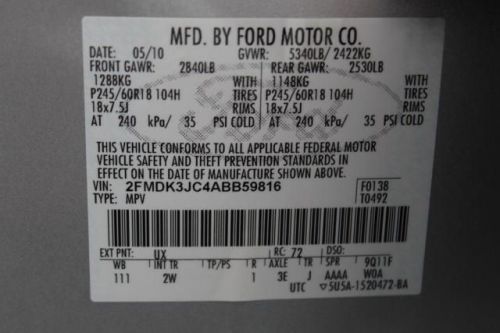 MFD. BY FORD MOTOR CO.
DATE: 05/10 GVWR: 5340LB/ 2422KG
FRONT GAWR: 2840LB REAR GAWR: 2530LB
1288KG WITH 1148KG WITH
P245/60R18 104H TIRES P245/60R18 104H TIRES
18x7.5J RIMS 18x7.5J RIMS
AT 240 kPa/ 35 PSI COLD AT 240 kPa/ 35 PSI COLD
THIS VEHICLE CONFORMS TO ALL APPLICABLE FEDERAL MOTOR
VEHICLE SAFETY AND THEFT PREVENTION STANDARDS IN
EFFECT ON THE DATE OF MANUFACTURE SHOWN ABOVE.
VIN: 2FMDK3JC4ABB59816 F0138
TYPE: MPV T0492
EXT PNT: UX RC: 72 DSO:
WB INT TR TP/PS R AXLE TR SPR 9Q11F
111 2W 1 3E J AAAA W0A
UTC ▽5U5A-1520472-BA